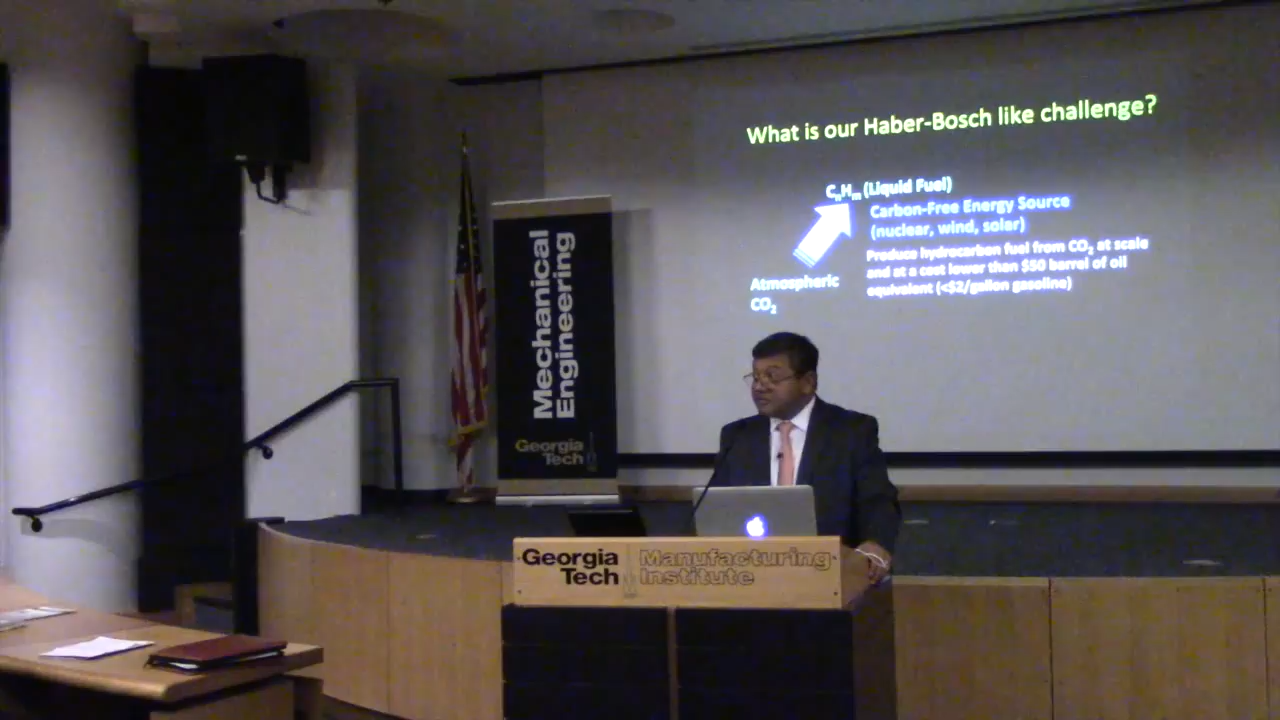 What is our Haber-Bosch like challenge?
CnHm (Liquid Fuel)
Carbon-Free Energy Source
(nuclear, wind, solar)
Produce hydrocarbon fuel from CO2 at scale
and at a cost lower than $50 barrel of oil
equivalent (<$2/gallon gasoline)
Atmospheric
CO2
Mechanical
Engineering
Georgia
Tech
Georgia
Tech
Manufacturing
Institute